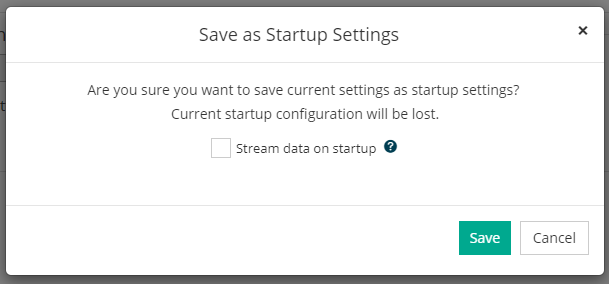 Save as Startup Settings
×
Are you sure you want to save current settings as startup settings?
Current startup configuration will be lost.
Stream data on startup ?
Save
Cancel